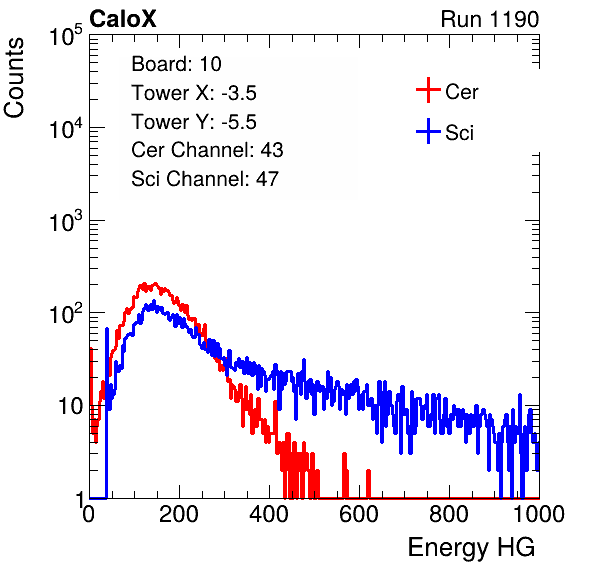 CaloX Run 1190
Counts
Board: 10
Tower X: -3.5
Tower Y: -5.5
Cer Channel: 43
Sci Channel: 47
Cer
Sci
10^5
10^4
10^3
10^2
10
1
0 200 400 600 800 1000
Energy HG